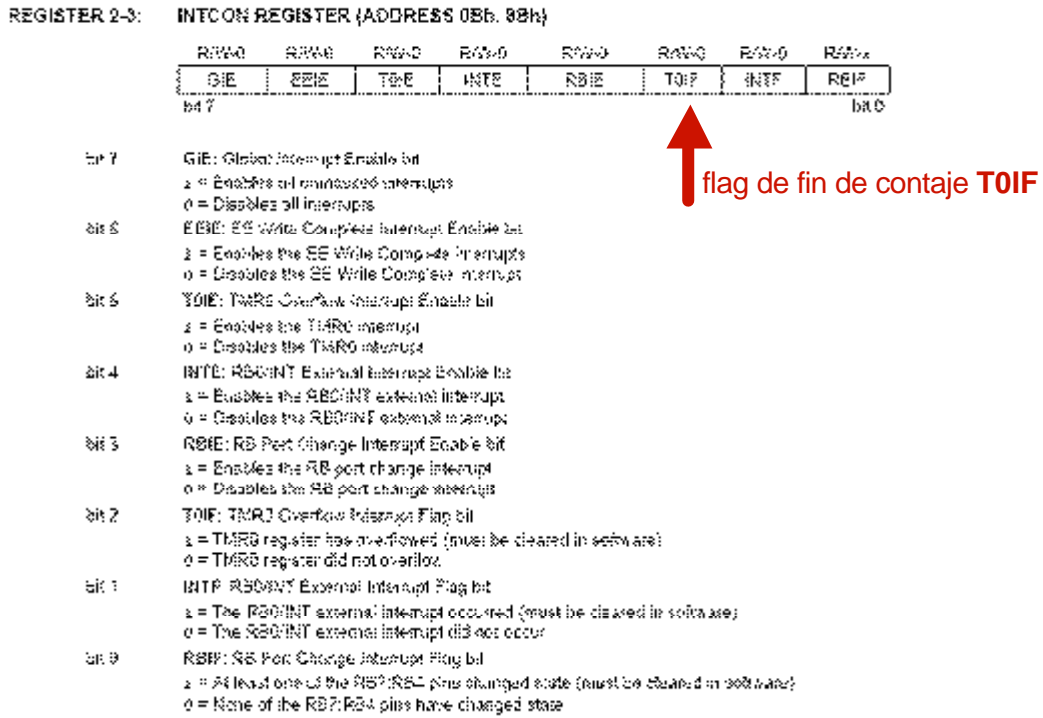 REGISTER 2-3: INTCON REGISTER (ADDRESS 0Bh, 8Bh)
R/W-0 R/W-0 R/W-0 R/W-0 R/W-0 R/W-0 R/W-0 R/W-x
GIE EEIE T0IE INTE RBIE T0IF INTF RBIF
bit 7 bit 0
flag de fin de contaje T0IF
bit 7 GIE: Global Interrupt Enable bit
1 = Enables all unmasked interrupts
0 = Disables all interrupts
bit 6 EEIE: EE Write Complete Interrupt Enable bit
1 = Enables the EE Write Complete interrupts
0 = Disables the EE Write Complete interrupt
bit 5 T0IE: TMR0 Overflow Interrupt Enable bit
1 = Enables the TMR0 interrupt
0 = Disables the TMR0 interrupt
bit 4 INTE: RB0/INT External Interrupt Enable bit
1 = Enables the RB0/INT external interrupt
0 = Disables the RB0/INT external interrupt
bit 3 RBIE: RB Port Change Interrupt Enable bit
1 = Enables the RB port change interrupt
0 = Disables the RB port change interrupt
bit 2 T0IF: TMR0 Overflow Interrupt Flag bit
1 = TMR0 register has overflowed (must be cleared in software)
0 = TMR0 register did not overflow
bit 1 INTF: RB0/INT External Interrupt Flag bit
1 = The RB0/INT external interrupt occurred (must be cleared in software)
0 = The RB0/INT external interrupt did not occur
bit 0 RBIF: RB Port Change Interrupt Flag bit
1 = At least one of the RB7:RB4 pins changed state (must be cleared in software)
0 = None of the RB7:RB4 pins have changed state